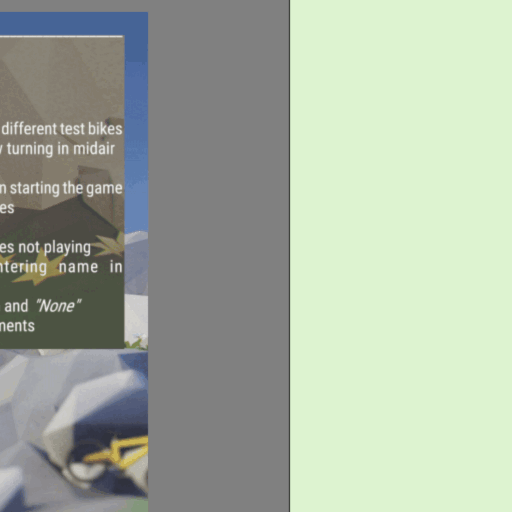 different test bikes
turning in midair
starting the game
es
es not playing
ntering name in
and "None"
ments